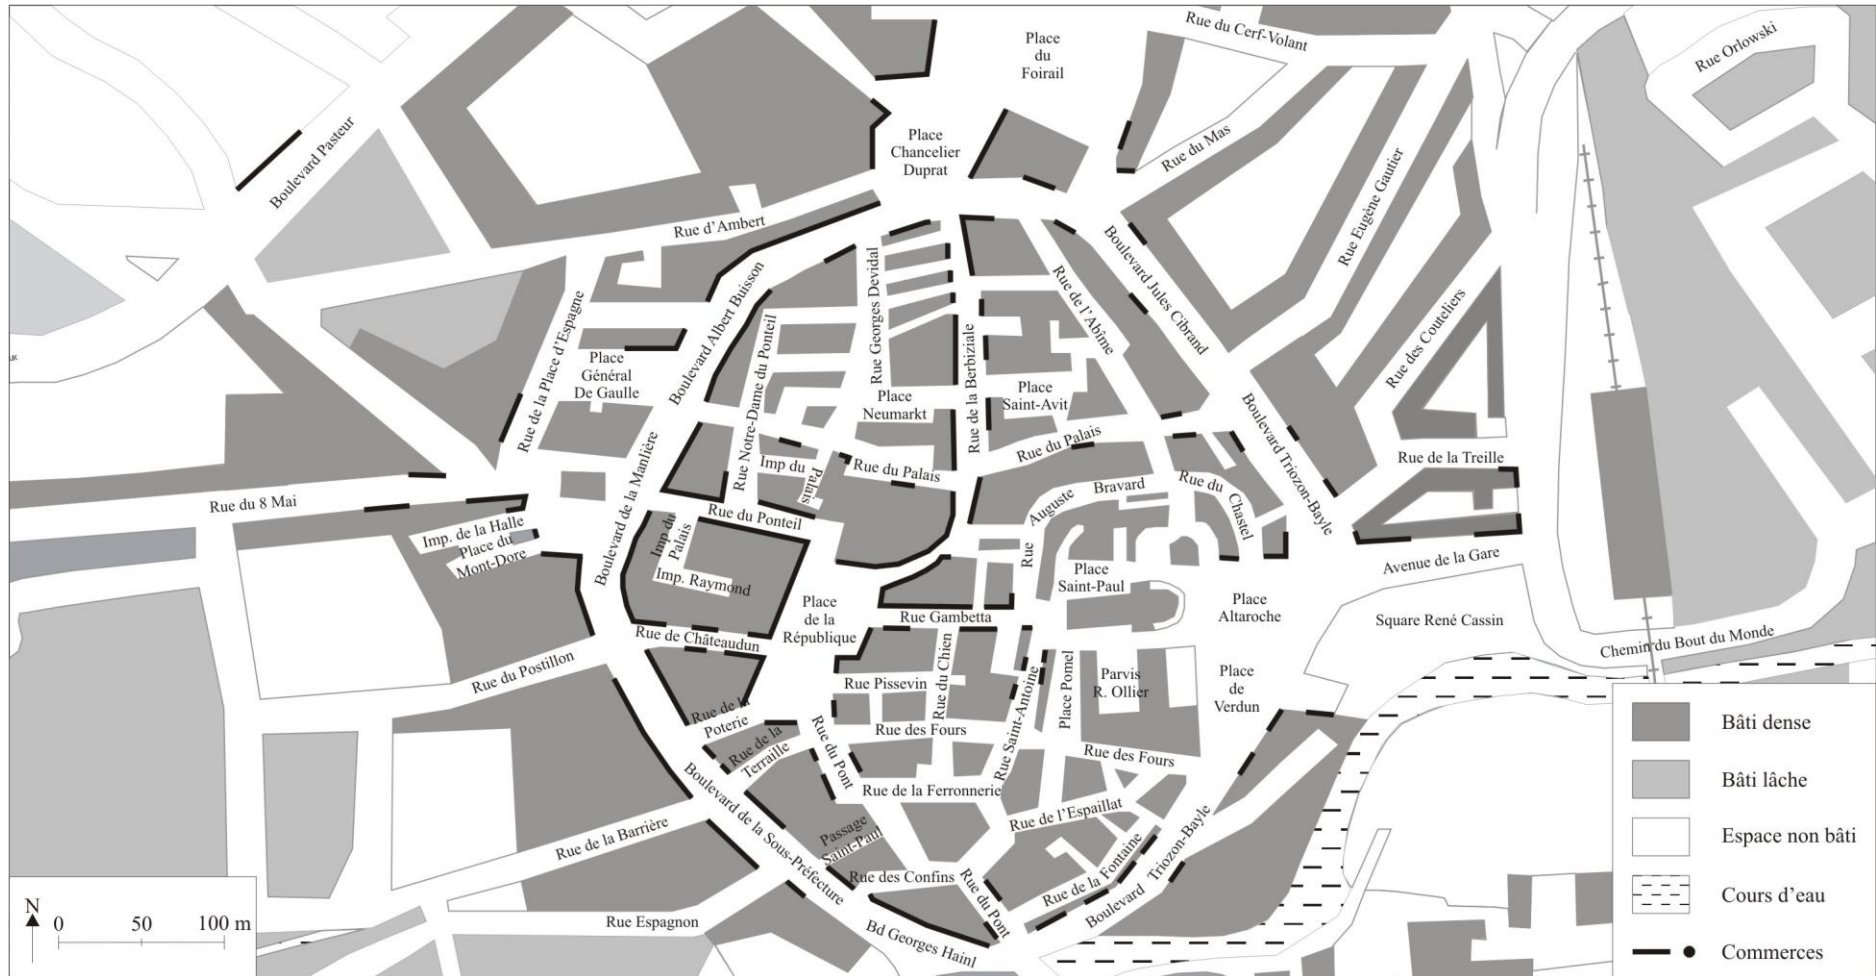 Rue du Cerf-Volant
Place
du
Foirail
Rue Orlowski
Boulevard Pasteur
Place
Chancelier
Duprat
Rue du Mas
Rue d'Ambert
Rue Eugène Gautier
Boulevard Jules Cibrand
Rue de l'Abîme
Rue Georges Devidal
Boulevard Albert Buisson
Rue de la Place d'Espagne
Rue Notre-Dame du Ponteil
Rue de la Berbiziale
Rue des Couteliers
Place
Général
De Gaulle
Place
Neumarkt
Place
Saint-Avit
Boulevard Triozon-Bayle
Boulevard de la Manlière
Rue du Palais
Rue du Palais
Imp du
Palais
Rue de la Treille
Rue du 8 Mai
Rue du Ponteil
Rue Auguste Bravard
Rue du Chastel
Imp. de la Halle
Place du
Mont-Dore
Imp. du
Palais
Imp. Raymond
Avenue de la Gare
Place
Saint-Paul
Place
Altaroche
Place
de la
République
Rue Gambetta
Square René Cassin
Rue de Châteaudun
Chemin du Bout du Monde
Rue du Postillon
Rue Pissevin
Rue du Chien
Rue Saint-Antoine
Place Pomel
Parvis
R. Ollier
Place
de
Verdun
Rue de la
Poterie
Rue de la
Terraille
Rue du Pont
Rue des Fours
Rue des Fours
Rue de la Ferronnerie
Boulevard de la Sous-Préfecture
Rue de l'Espaillat
Passage
Saint-Paul
Rue de la Barrière
Rue des Confins
Rue de la Fontaine
Boulevard Triozon-Bayle
Rue du Pont
Rue Espagnon
Bd Georges Hainl
N
0 50 100 m
Bâti dense
Bâti lâche
Espace non bâti
Cours d'eau
Commerces